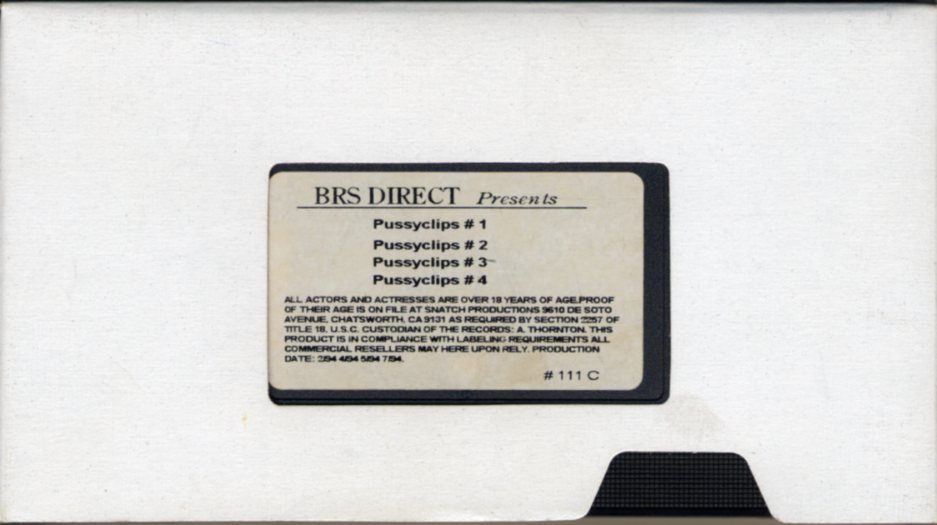 BRS DIRECT Presents
Pussyclips # 1
Pussyclips # 2
Pussyclips # 3
Pussyclips # 4
ALL ACTORS AND ACTRESSES ARE OVER 18 YEARS OF AGE.PROOF
OF THEIR AGE IS ON FILE AT SNATCH PRODUCTIONS 9610 DE SOTO
AVENUE, CHATSWORTH, CA 9131 AS REQUIRED BY SECTION 2257 OF
TITLE 18, U.S.C. CUSTODIAN OF THE RECORDS: A. THORNTON. THIS
PRODUCT IS IN COMPLIANCE WITH LABELING REQUIREMENTS ALL
COMMERCIAL RESELLERS MAY HERE UPON RELY. PRODUCTION
DATE: 2/94 4/94 5/94 7/94.
# 111 C